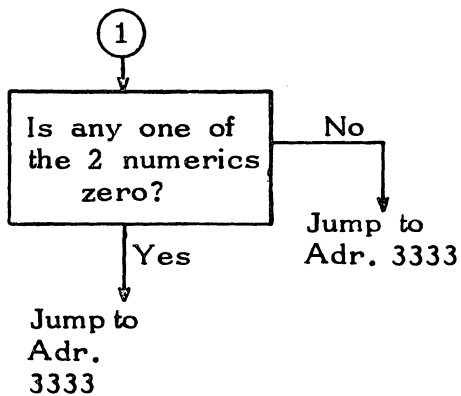 1
Is any one of
the 2 numerics
zero?
No
Jump to
Adr. 3333
Yes
Jump to
Adr.
3333